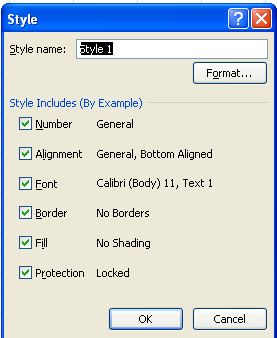 Style
Style name: Style 1
Format...
Style Includes (By Example)
Number General
Alignment General, Bottom Aligned
Font Calibri (Body) 11, Text 1
Border No Borders
Fill No Shading
Protection Locked
OK Cancel